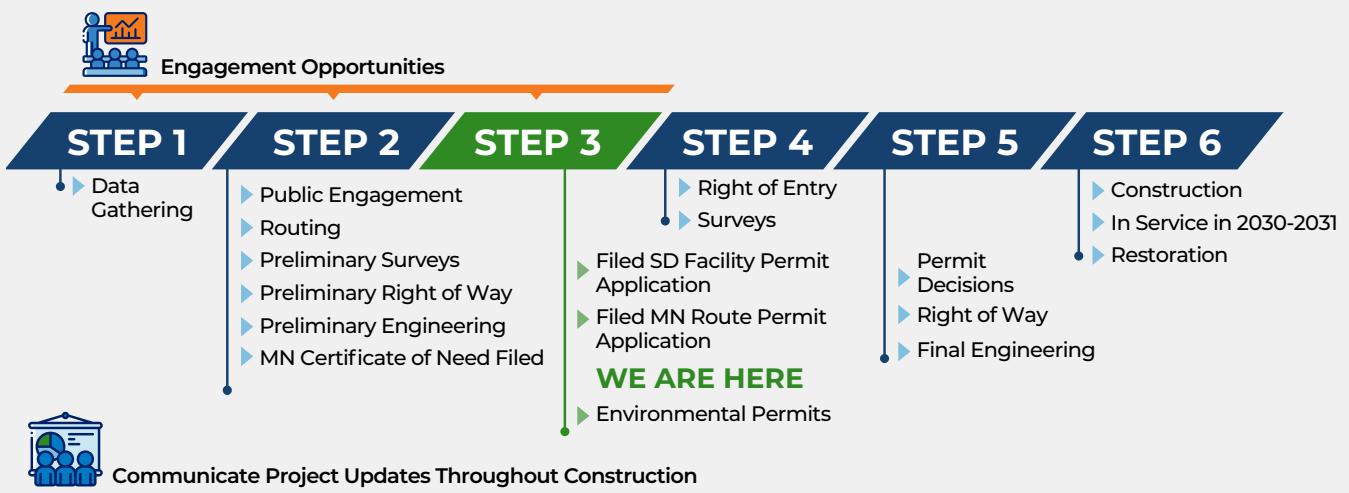 Engagement Opportunities
STEP 1
Data
Gathering
STEP 2
Public Engagement
Routing
Preliminary Surveys
Preliminary Right of Way
Preliminary Engineering
MN Certificate of Need Filed
STEP 3
Filed SD Facility Permit
Application
Filed MN Route Permit
Application
WE ARE HERE
Environmental Permits
STEP 4
Right of Entry
Surveys
STEP 5
Permit
Decisions
Right of Way
Final Engineering
STEP 6
Construction
In Service in 2030-2031
Restoration
Communicate Project Updates Throughout Construction